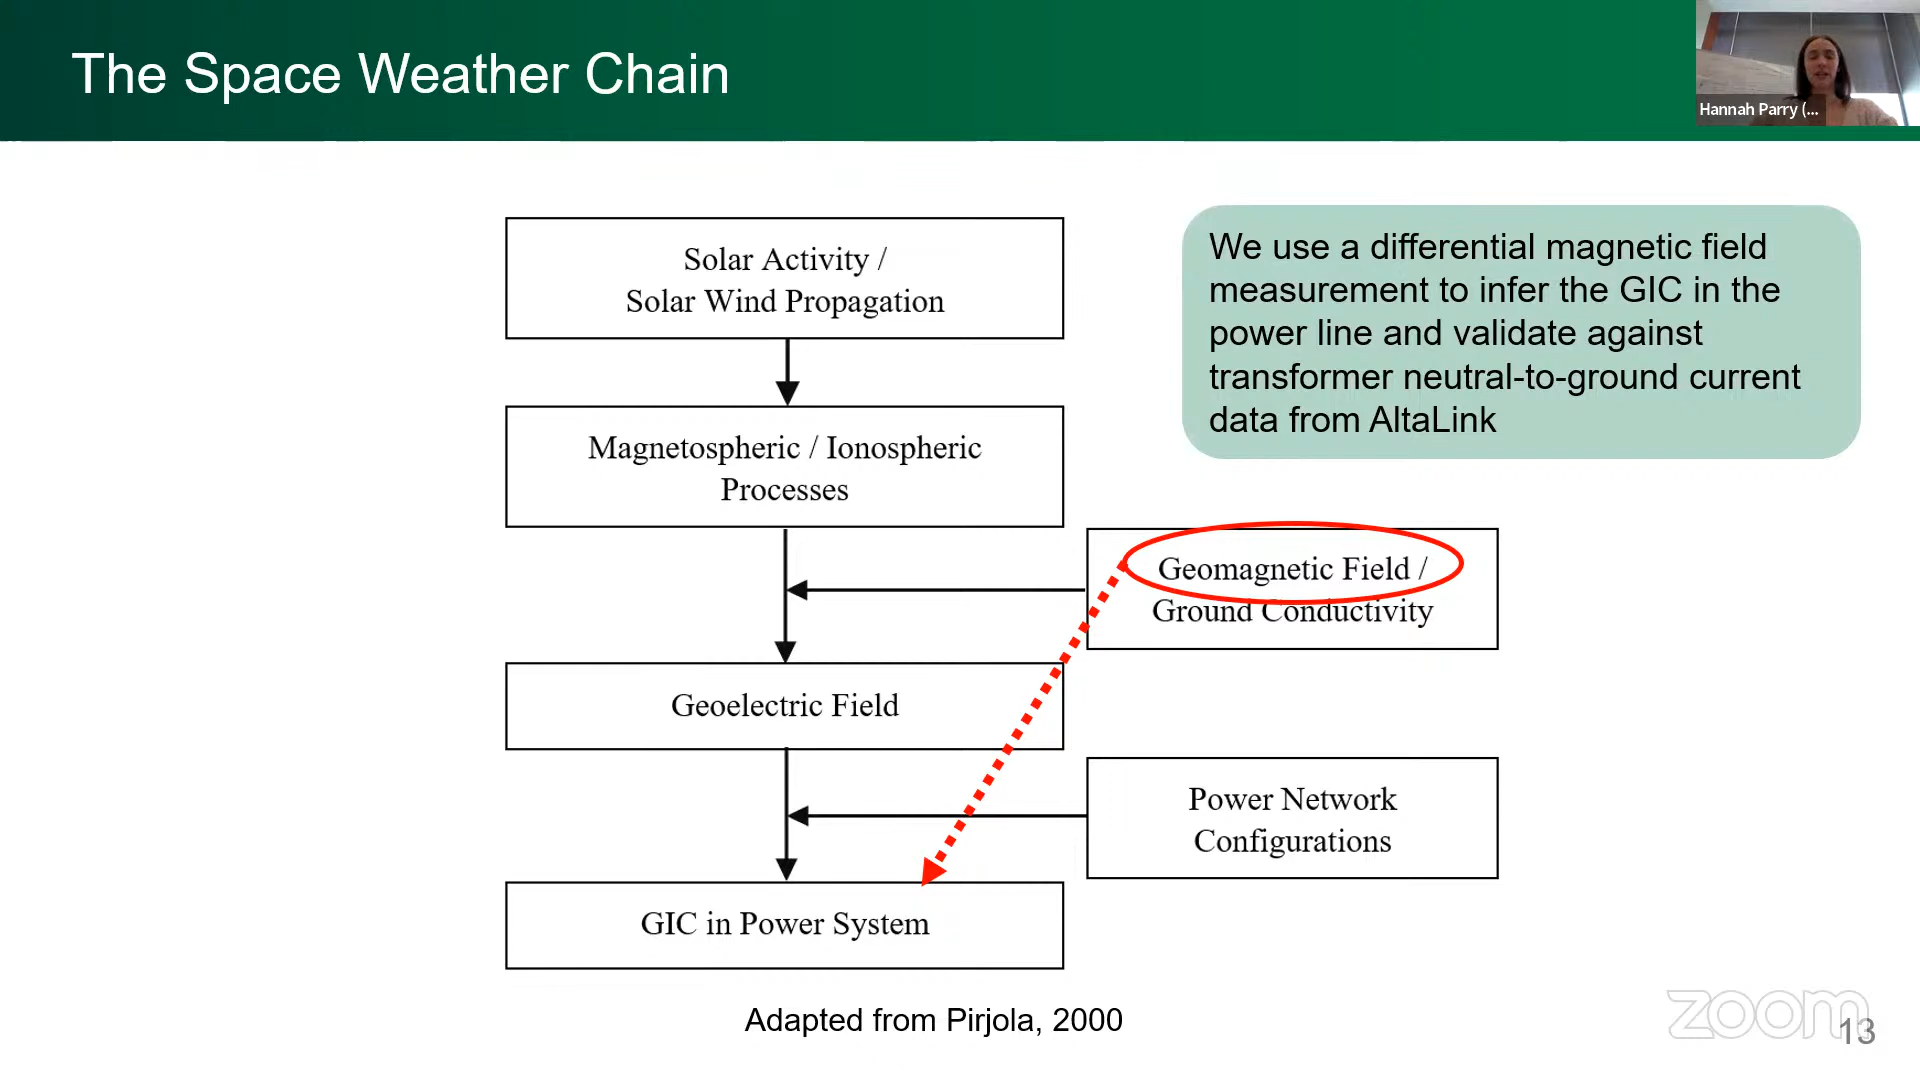 The Space Weather Chain
Hannah Parry (...
Solar Activity /
Solar Wind Propagation
We use a differential magnetic field
measurement to infer the GIC in the
power line and validate against
transformer neutral-to-ground current
data from AltaLink
Magnetospheric / Ionospheric
Processes
Geomagnetic Field /
Ground Conductivity
Geoelectric Field
Power Network
Configurations
GIC in Power System
Adapted from Pirjola, 2000
zoom
13